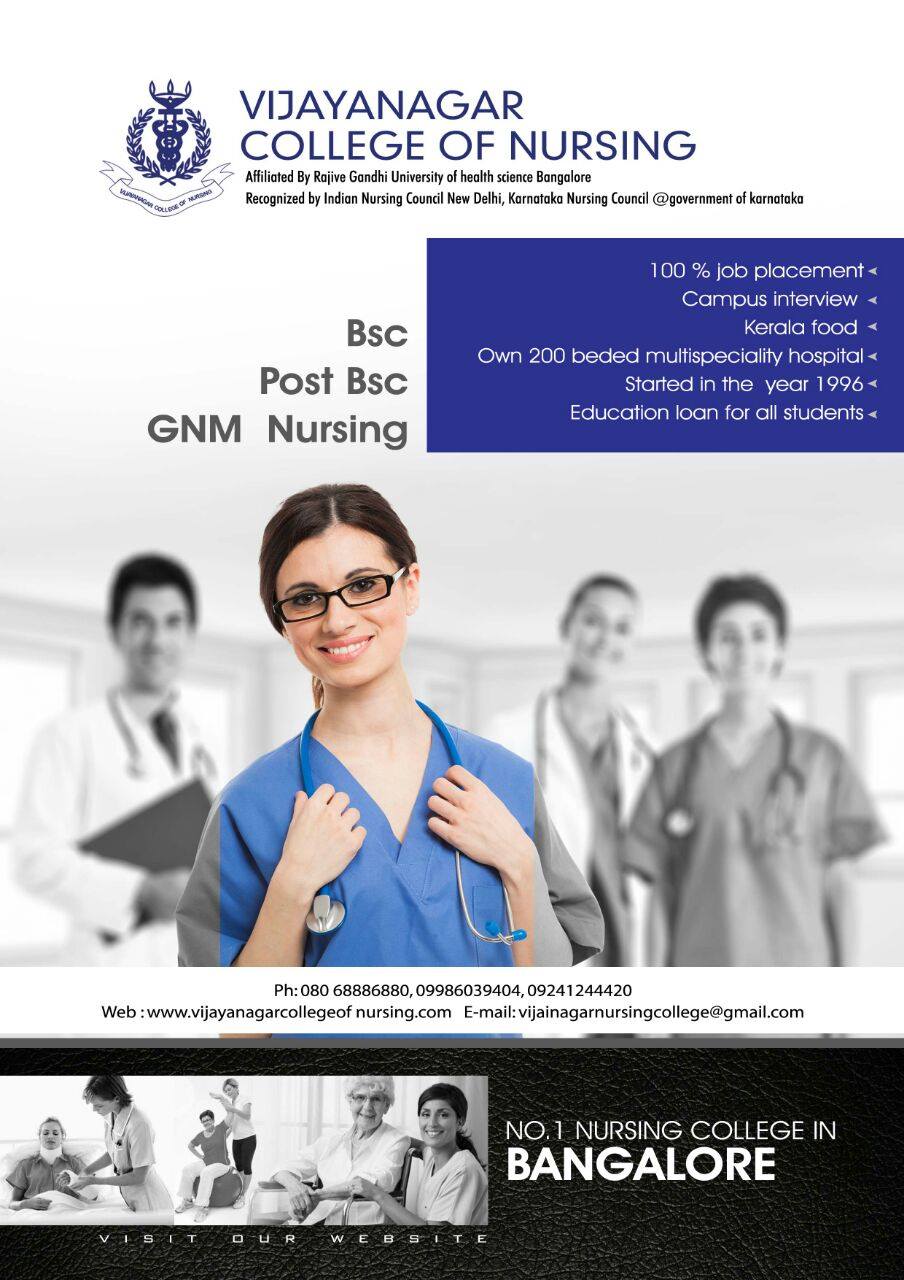 VIJAYANAGAR
COLLEGE OF NURSING
Affiliated By Rajive Gandhi University of health science Bangalore
Recognized by Indian Nursing Council New Delhi, Karnataka Nursing Council @government of karnataka
VIJAYANAGAR COLLEGE OF NURSING
Bsc
Post Bsc
GNM Nursing
100 % job placement
Campus interview
Kerala food
Own 200 beded multispeciality hospital
Started in the year 1996
Education loan for all students
Ph: 080 68886880, 09986039404, 09241244420
Web : www.vijayanagarcollegeof nursing.com E-mail: vijainagarnursingcollege@gmail.com
NO.1 NURSING COLLEGE IN
BANGALORE
VISIT OUR WEBSITE